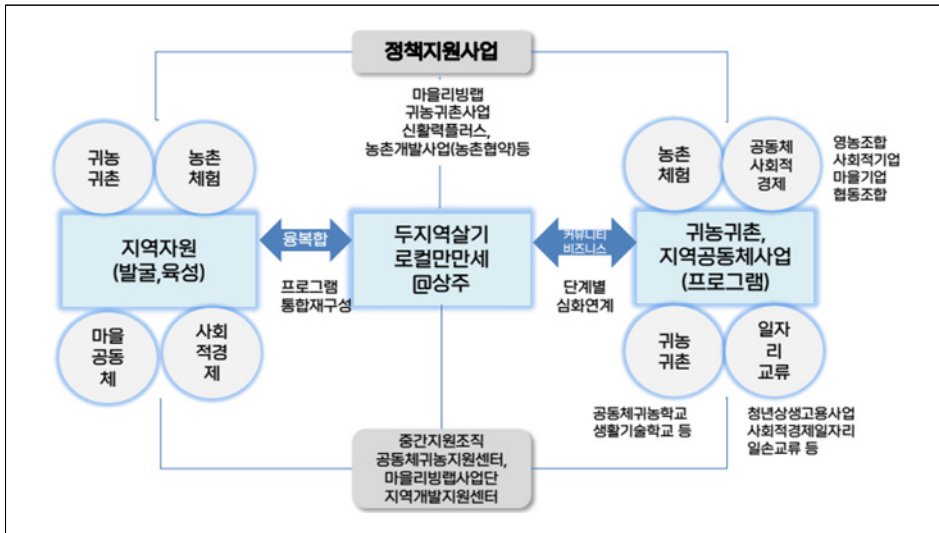 정책지원사업
마을리빙랩
귀농귀촌사업
신활력플러스,
농촌개발사업(농촌협약)등
귀농
귀촌
농촌
체험
지역자원
(발굴,육성)
마을
공동
체
사회
적경
제
융복합
프로그램
통합재구성
두지역살기
로컬만만세
@상주
커뮤니티
비즈니스
단계별
심화연계
농촌
체험
공동체
사회적
경제
영농조합
사회적기업
마을기업
협동조합
귀농귀촌,
지역공동체사업
(프로그램)
귀농
귀촌
일자
리
교류
공동체귀농학교
생활기술학교 등
청년상생고용사업
사회적경제일자리
일손교류 등
중간지원조직
공동체귀농지원센터,
마을리빙랩사업단
지역개발지원센터